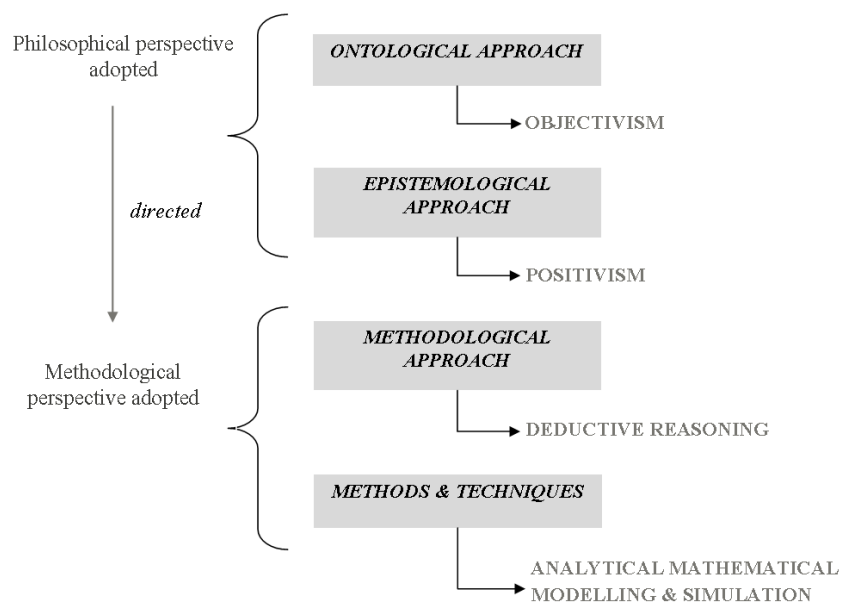 Philosophical perspective
adopted
directed
Methodological
perspective adopted
ONTOLOGICAL APPROACH
OBJECTIVISM
EPISTEMOLOGICAL
APPROACH
POSITIVISM
METHODOLOGICAL
APPROACH
DEDUCTIVE REASONING
METHODS & TECHNIQUES
ANALYTICAL MATHEMATICAL
MODELLING & SIMULATION